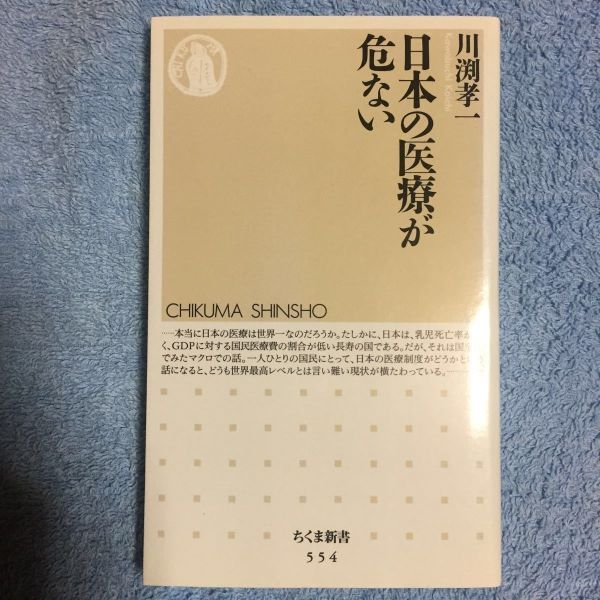 川渕孝一
Kawabuchi Koichi
日本の医療が
危ない
CHIKUMA SHINSHO
……本当に日本の医療は世界一なのだろうか。たしかに、日本は、乳児死亡率が
く、GDPに対する国民医療費の割合が低い長寿の国である。だが、それは国
でみたマクロでの話。一人ひとりの国民にとって、日本の医療制度がどうかと
話になると、どうも世界最高レベルとは言い難い現状が横たわっている。……
ちくま新書
554